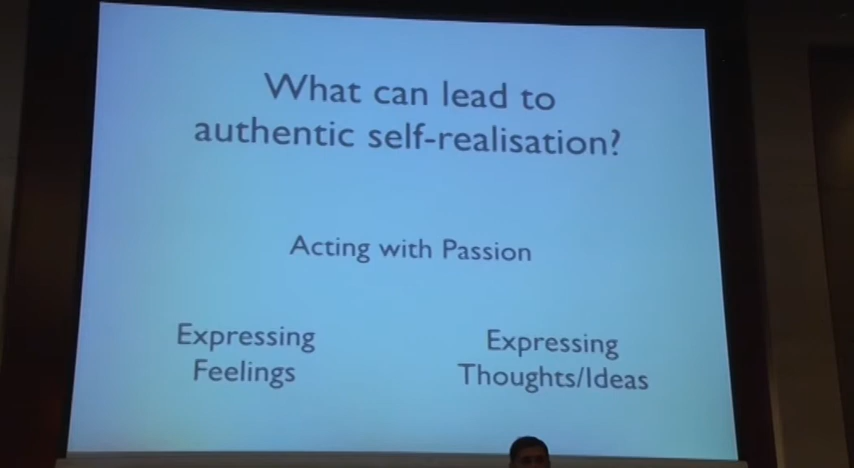 What can lead to
authentic self-realisation?
Acting with Passion
Expressing
Feelings
Expressing
Thoughts/Ideas